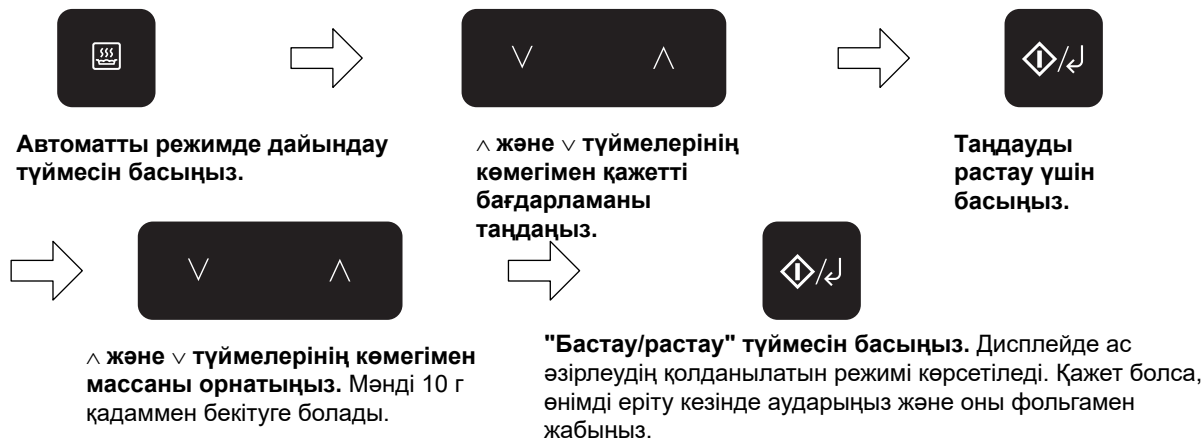 Автоматты режимде дайындау
түймесін басыңыз.
∧ және ∨ түймелерінің
көмегімен қажетті
бағдарламаны
таңдаңыз.
Таңдауды
растау үшін
басыңыз.
∧ және ∨ түймелерінің көмегімен
массаны орнатыңыз. Мәнді 10 г
қадаммен бекітуге болады.
"Бастау/растау" түймесін басыңыз. Дисплейде ас
әзірлеудің қолданылатын режимі көрсетіледі. Қажет болса,
өнімді еріту кезінде аударыңыз және оны фольгамен
жабыңыз.